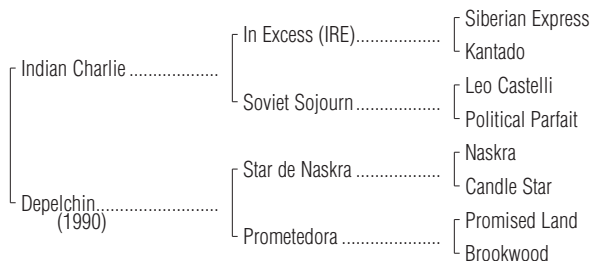 Siberian Express
In Excess (IRE)...................
Kantado
Indian Charlie ....................
Leo Castelli
Soviet Sojourn ...................
Political Parfait
Naskra
Star de Naskra ...................
Candle Star
Depelchin...........................
(1990)
Promised Land
Prometedora ......................
Brookwood